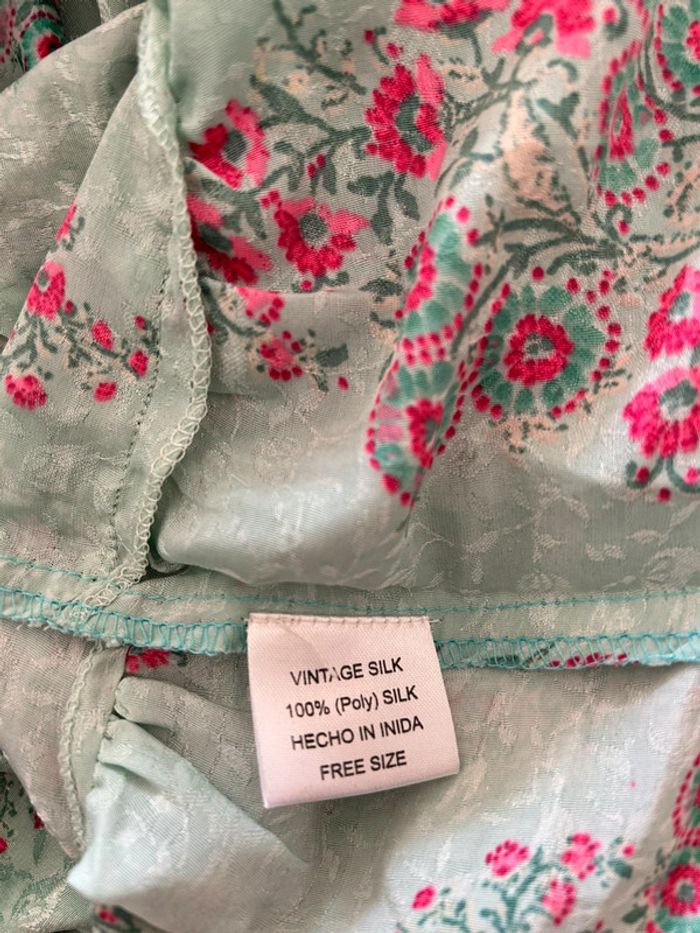 VINTAGE SILK
100% (Poly) SILK
HECHO IN INIDA
FREE SIZE